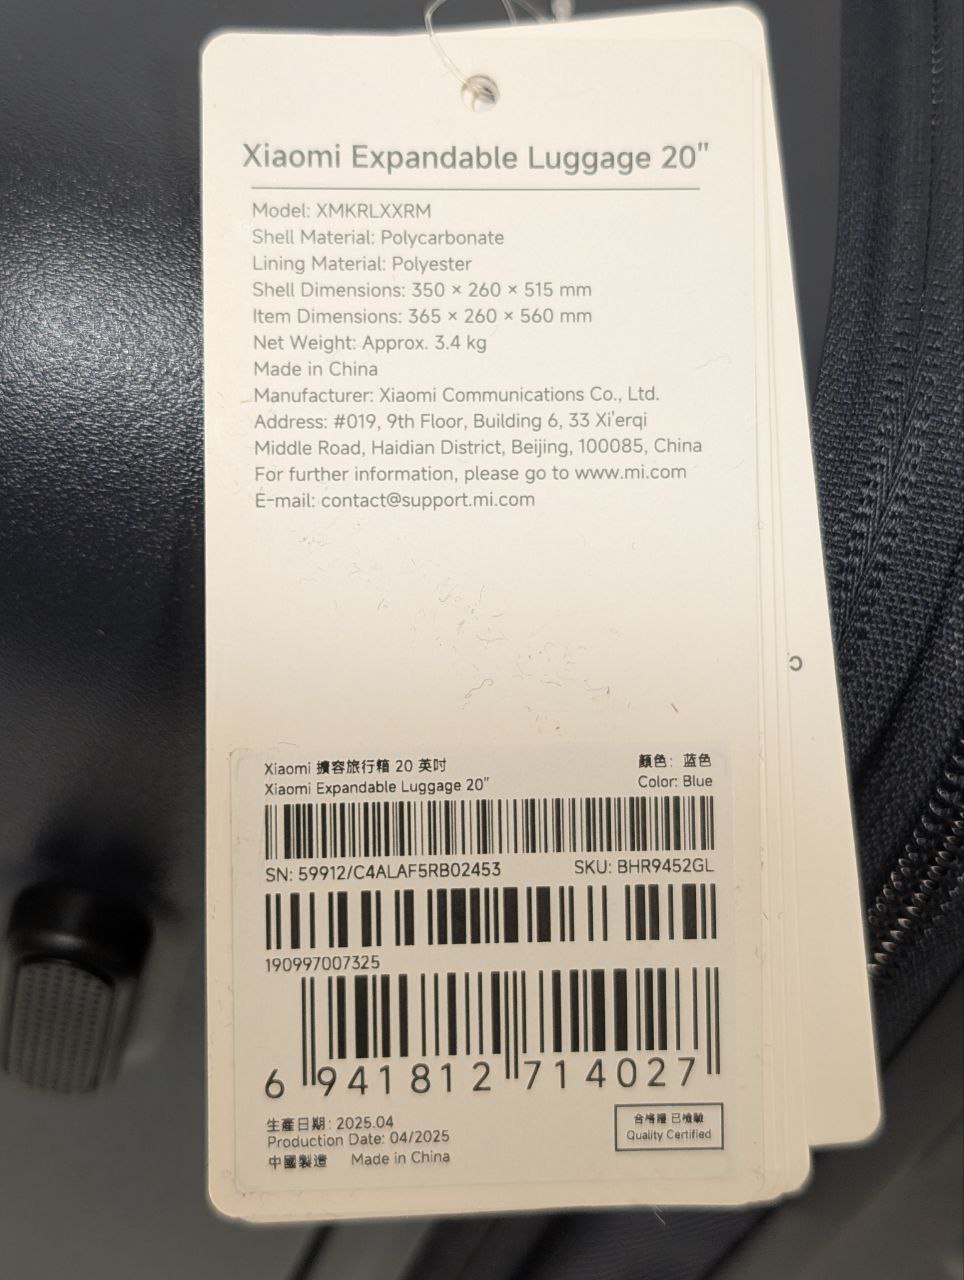 Xiaomi Expandable Luggage 20"
Model: XMKRLXXRM
Shell Material: Polycarbonate
Lining Material: Polyester
Shell Dimensions: 350 × 260 × 515 mm
Item Dimensions: 365 × 260 × 560 mm
Net Weight: Approx. 3.4 kg
Made in China
Manufacturer: Xiaomi Communications Co., Ltd.
Address: #019, 9th Floor, Building 6, 33 Xi'erqi
Middle Road, Haidian District, Beijing, 100085, China
For further information, please go to www.mi.com
E-mail: contact@support.mi.com
Xiaomi 擴容旅行箱 20 英吋 顏色: 蓝色
Xiaomi Expandable Luggage 20" Color: Blue
SN: 59912/C4ALAF5RB02453 SKU: BHR9452GL
190997007325
6 941812 714027
生產日期: 2025.04 合格種 已檢驗
Production Date: 04/2025 Quality Certified
中國製造 Made in China